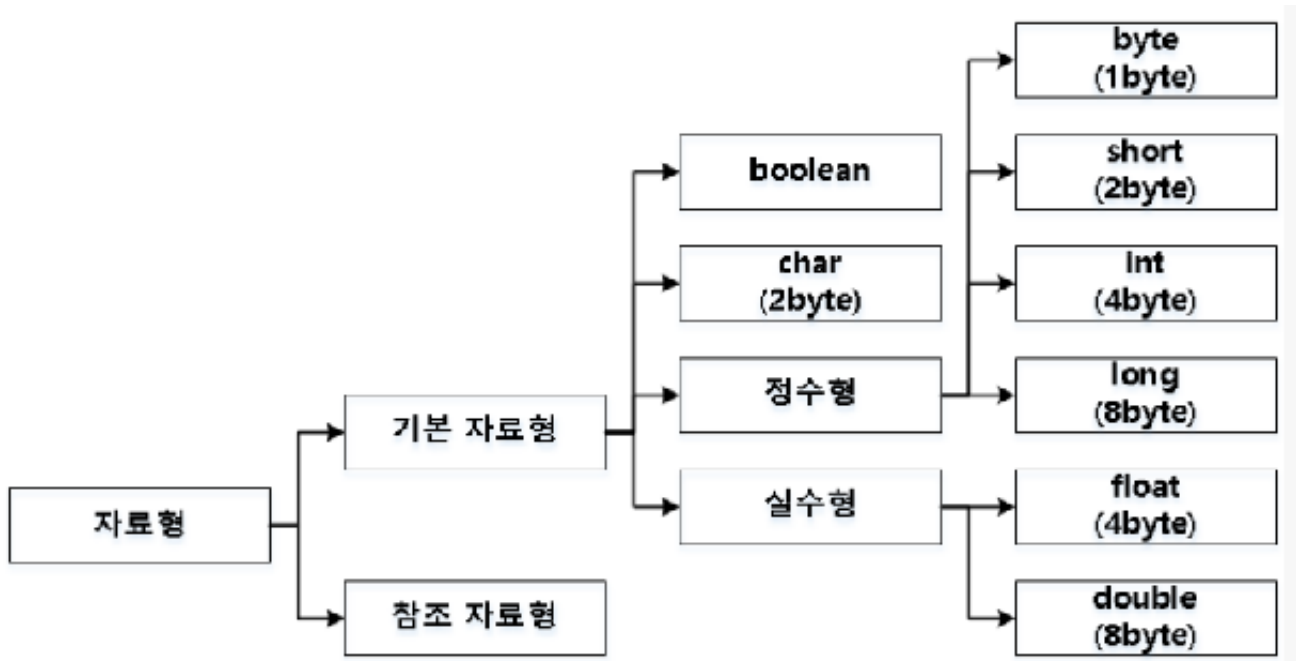 자료형
기본 자료형
참조 자료형
boolean
char
(2byte)
정수형
실수형
byte
(1byte)
short
(2byte)
int
(4byte)
long
(8byte)
float
(4byte)
double
(8byte)